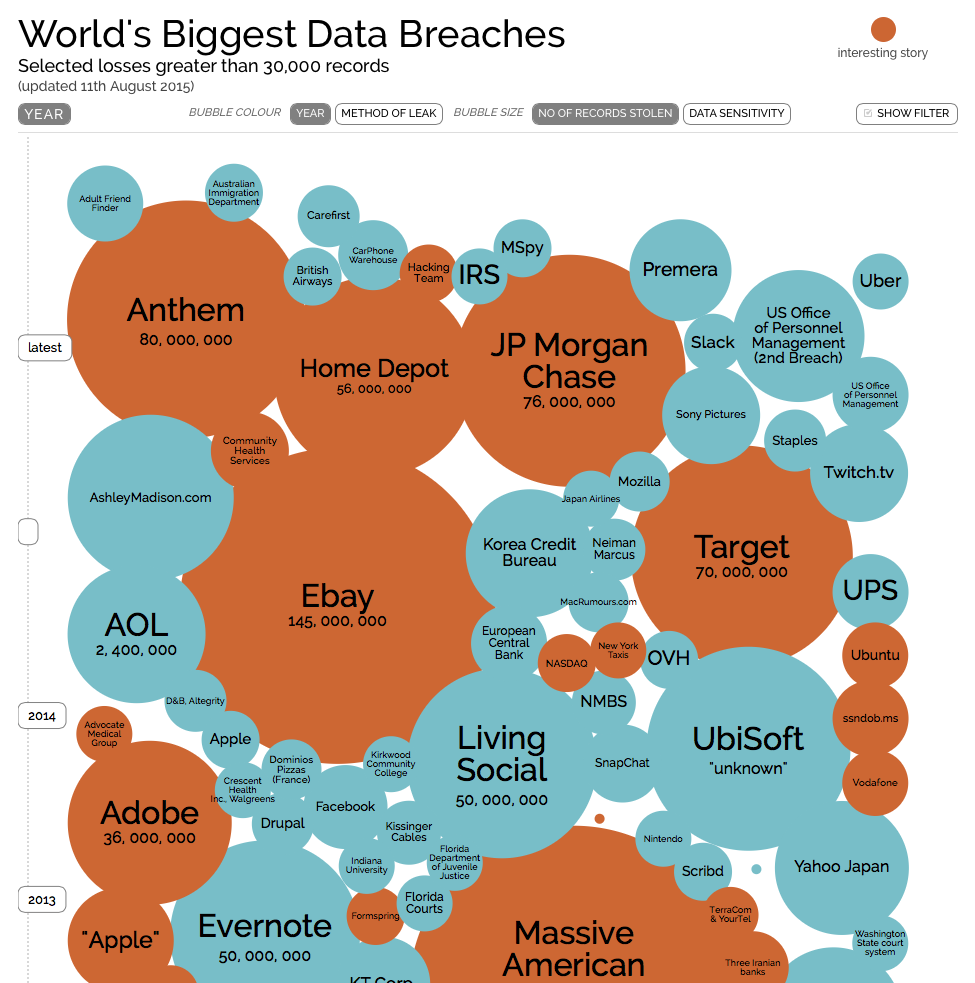 World's Biggest Data Breaches
Selected losses greater than 30,000 records
(updated 11th August 2015)
interesting story
YEAR
BUBBLE COLOUR
YEAR
METHOD OF LEAK
BUBBLE SIZE
NO OF RECORDS STOLEN
DATA SENSITIVITY
SHOW FILTER
Adult Friend
Finder
Australian
Immigration
Department
Carefirst
CarPhone
Warehouse
British
Airways
Hacking
Team
IRS
MSpy
Premera
Uber
Anthem
80, 000, 000
latest
Home Depot
56, 000, 000
JP Morgan
Chase
76, 000, 000
Slack
US Office
of Personnel
Management
(2nd Breach)
US Office
of Personnel
Management
Sony Pictures
Staples
Twitch.tv
Community
Health
Services
AshleyMadison.com
Mozilla
Japan Airlines
Korea Credit
Bureau
Neiman
Marcus
Target
70, 000, 000
Ebay
145, 000, 000
MacRumours.com
UPS
AOL
2, 400, 000
European
Central
Bank
NASDAQ
New York
Taxis
OVH
Ubuntu
D&B, Altegrity
NMBS
2014
ssndob.ms
Advocate
Medical
Group
Apple
Living
Social
50, 000, 000
UbiSoft
"unknown"
Kirkwood
Community
College
Dominios
Pizzas
(France)
SnapChat
Vodafone
Crescent
Health
Inc., Walgreens
Adobe
36, 000, 000
Facebook
Drupal
Kissinger
Cables
Nintendo
Florida
Department
of Juvenile
Justice
Indiana
University
Scribd
Yahoo Japan
2013
Florida
Courts
Formspring
TerraCom
& YourTel
"Apple"
Evernote
50, 000, 000
Massive
American
Washington
State court
system
Three Iranian
banks
KT Corp